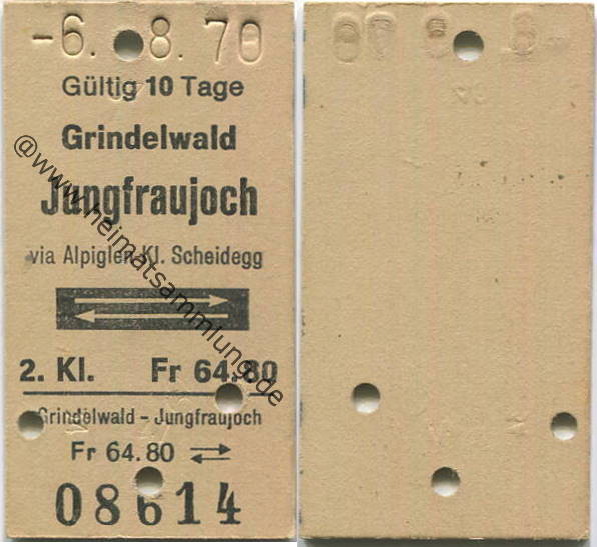 -6. 8. 70
Gültig 10 Tage
Grindelwald
Jungfraujoch
via Alpiglen-Kl. Scheidegg
2. Kl. Fr 64.80
Grindelwald - Jungfraujoch
Fr 64.80
08614
@www.heimatsammlung.de